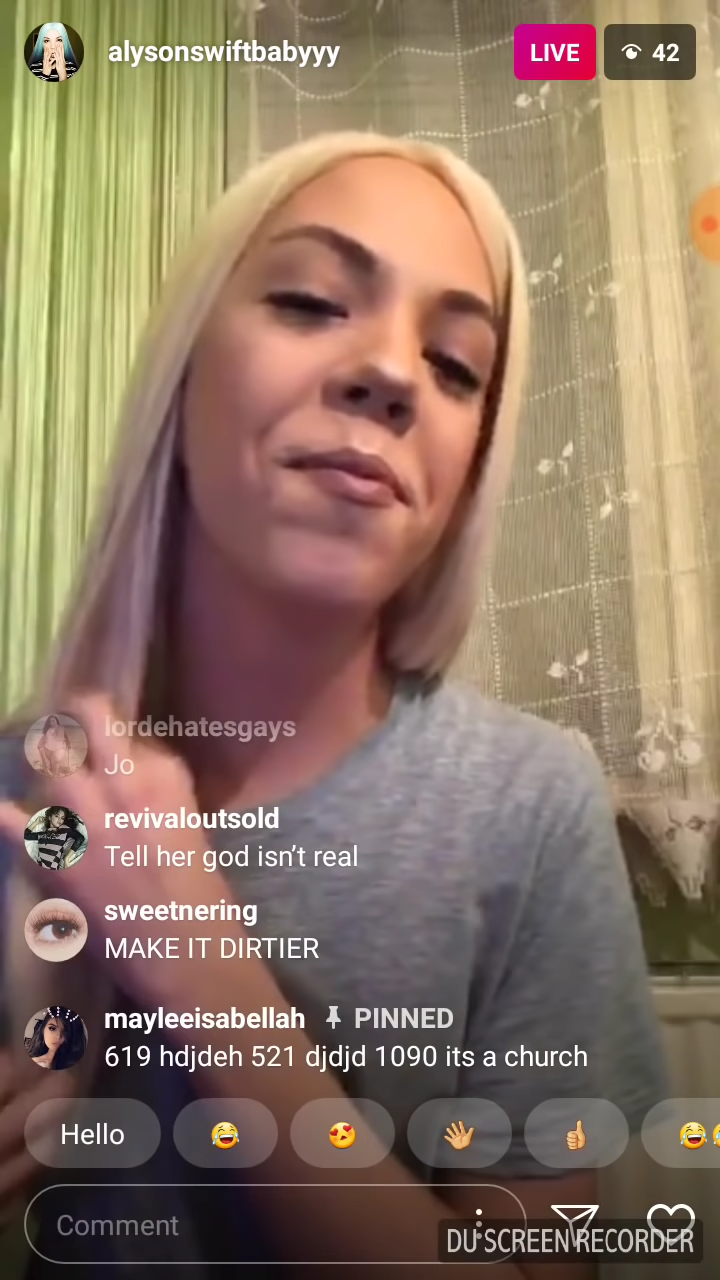 alysonswiftbabyyy
LIVE
42
lordehatesgays
Jo
revivaloutsold
Tell her god isn't real
sweetnering
MAKE IT DIRTIER
mayleeisabellah PINNED
619 hdjdeh 521 djdjd 1090 its a church
Hello
Comment
DU SCREEN RECORDER